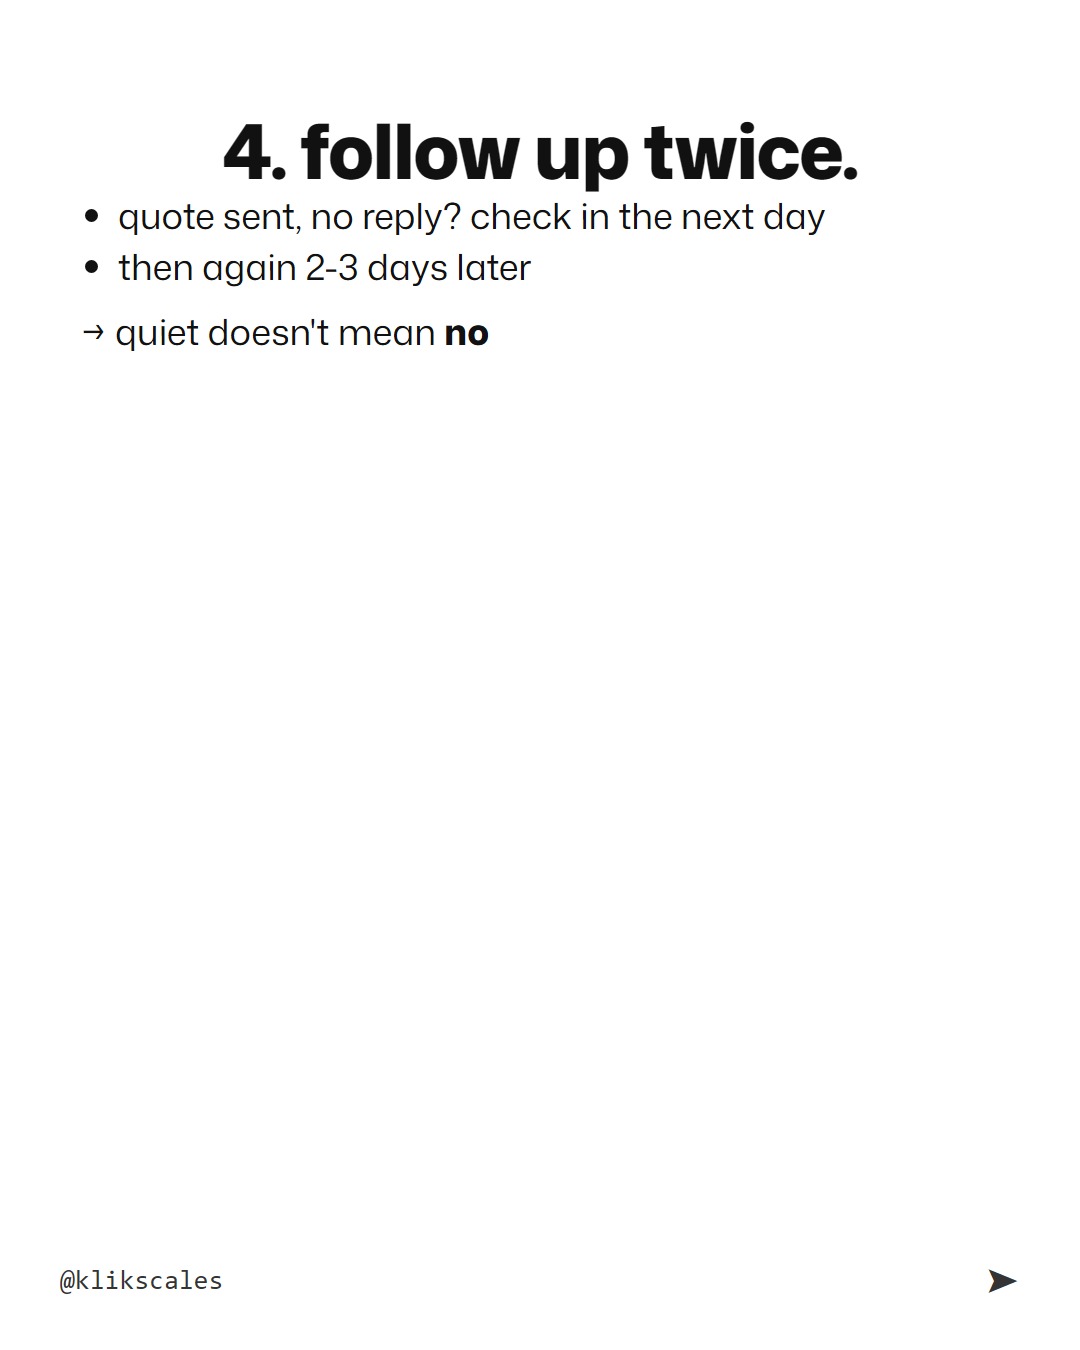 4. follow up twice.
• quote sent, no reply? check in the next day
• then again 2-3 days later
→ quiet doesn't mean no
@klikscales